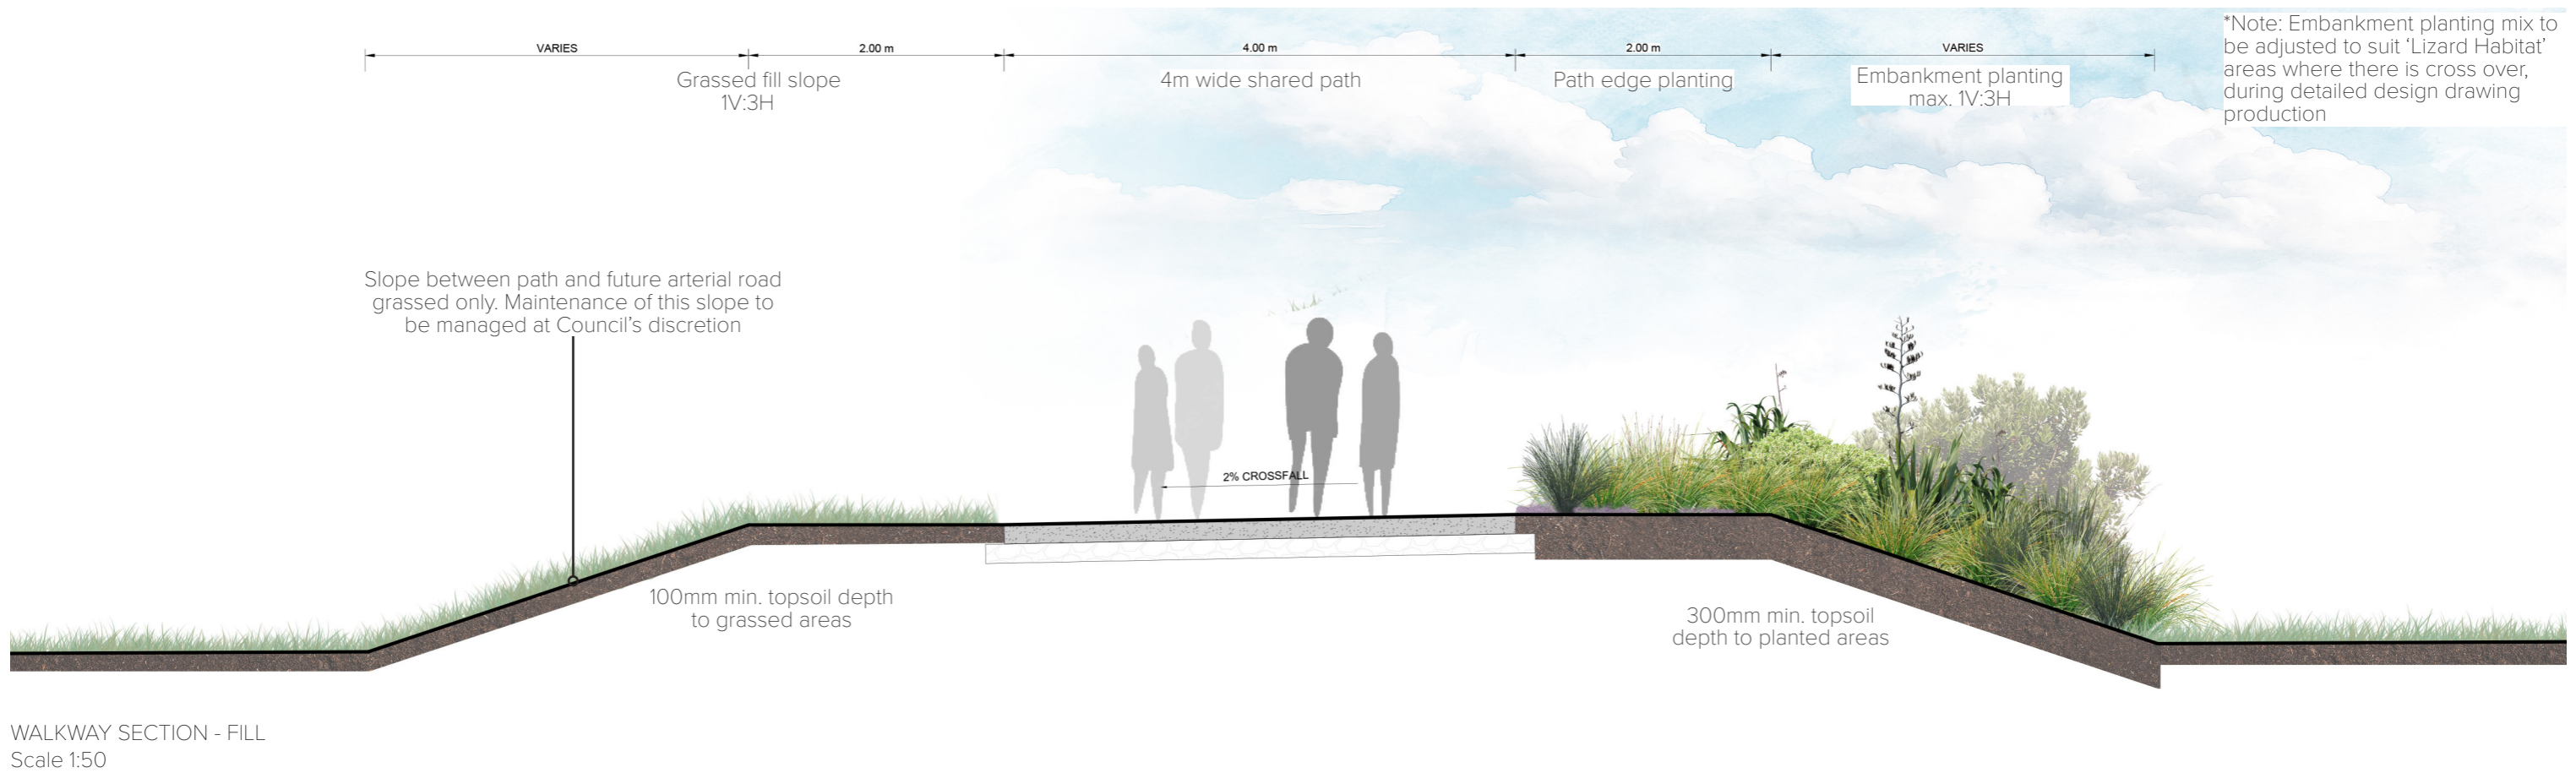 VARIES
2.00 m
4.00 m
2.00 m
VARIES
Grassed fill slope
1V:3H
4m wide shared path
Path edge planting
Embankment planting
max. 1V:3H
*Note: Embankment planting mix to
be adjusted to suit ‘Lizard Habitat’
areas where there is cross over,
during detailed design drawing
production
Slope between path and future arterial road
grassed only. Maintenance of this slope to
be managed at Council’s discretion
2% CROSSFALL
100mm min. topsoil depth
to grassed areas
300mm min. topsoil
depth to planted areas
WALKWAY SECTION - FILL
Scale 1:50